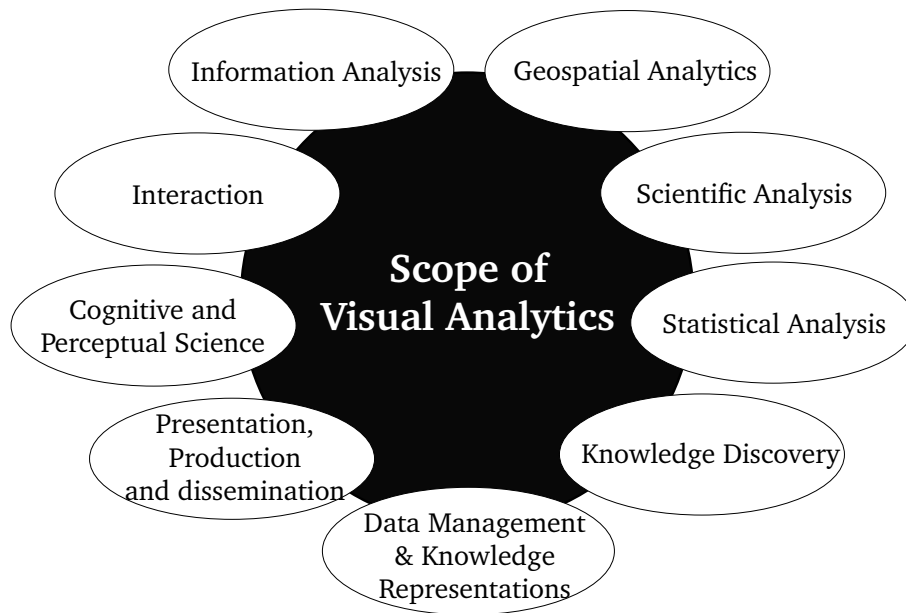 Information Analysis
Geospatial Analytics
Interaction
Scientific Analysis
Scope of
Visual Analytics
Cognitive and
Perceptual Science
Statistical Analysis
Presentation,
Production
and dissemination
Knowledge Discovery
Data Management
& Knowledge
Representations